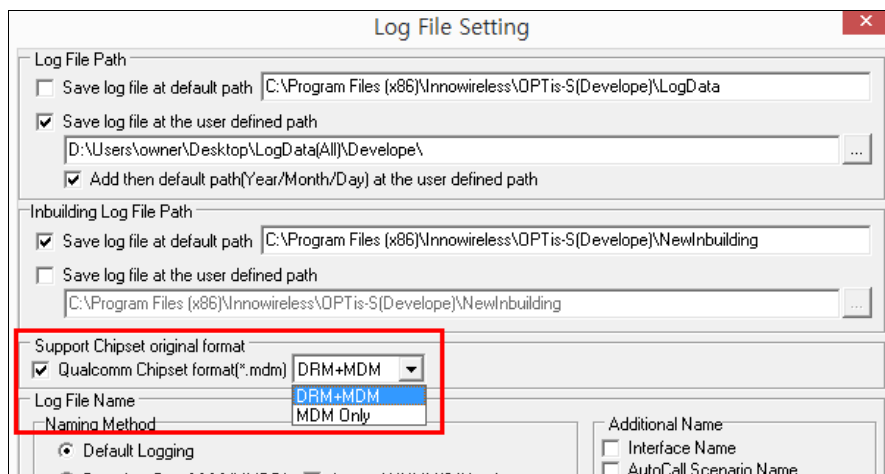 Log File Setting
Log File Path
Save log file at default path C:\Program Files (x86)\Innowireless\OPTis-S(Develope)\LogData
Save log file at the user defined path
D:\Users\owner\Desktop\LogData(All)\Develope\
...
Add then default path(Year/Month/Day) at the user defined path
Inbuilding Log File Path
Save log file at default path C:\Program Files (x86)\Innowireless\OPTis-S(Develope)\NewInbuilding
Save log file at the user defined path
C:\Program Files (x86)\Innowireless\OPTis-S(Develope)\NewInbuilding
...
Support Chipset original format
Qualcomm Chipset format(*.mdm) DRM+MDM
DRM+MDM
MDM Only
Log File Name
Naming Method
Default Logging
Additional Name
Interface Name
AutoCall Scenario Name